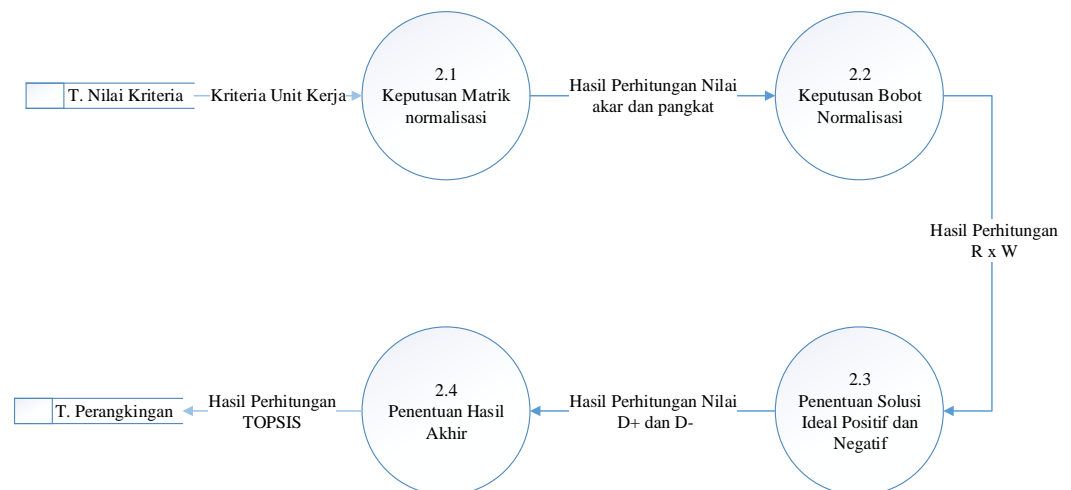 T. Nilai Kriteria
Kriteria Unit Kerja
2.1
Keputusan Matrik
normalisasi
Hasil Perhitungan Nilai
akar dan pangkat
2.2
Keputusan Bobot
Normalisasi
Hasil Perhitungan
R x W
2.3
Penentuan Solusi
Ideal Positif dan
Negatif
Hasil Perhitungan Nilai
D+ dan D-
2.4
Penentuan Hasil
Akhir
Hasil Perhitungan
TOPSIS
T. Perangkingan